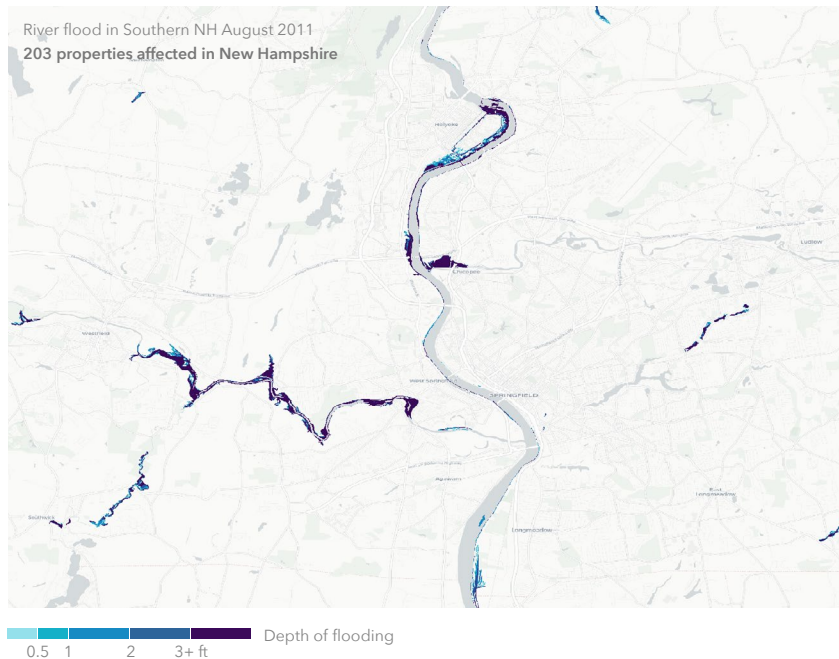 River flood in Southern NH August 2011
203 properties affected in New Hampshire
Holyoke
Ludlow
Chicopee
Westfield
West Springfield
SPRINGFIELD
Agawam
East
Longmeadow
Southwick
Longmeadow
Depth of flooding
0.5 1 2 3+ ft